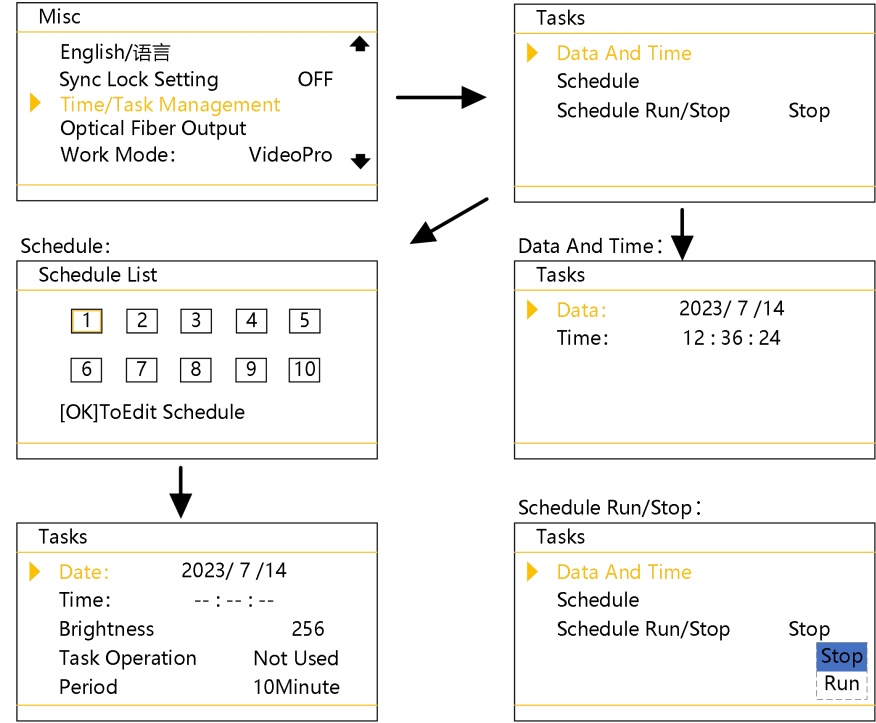 Misc
English/语言
Sync Lock Setting OFF
Time/Task Management
Optical Fiber Output
Work Mode： VideoPro
Tasks
Data And Time
Schedule
Schedule Run/Stop Stop
Schedule：
Schedule List
1 2 3 4 5
6 7 8 9 10
[OK]ToEdit Schedule
Data And Time：
Tasks
Data： 2023/ 7 /14
Time： 12 : 36 : 24
Tasks
Date： 2023/ 7 /14
Time： -- : -- : --
Brightness 256
Task Operation Not Used
Period 10Minute
Schedule Run/Stop：
Tasks
Data And Time
Schedule
Schedule Run/Stop Stop
Stop
Run